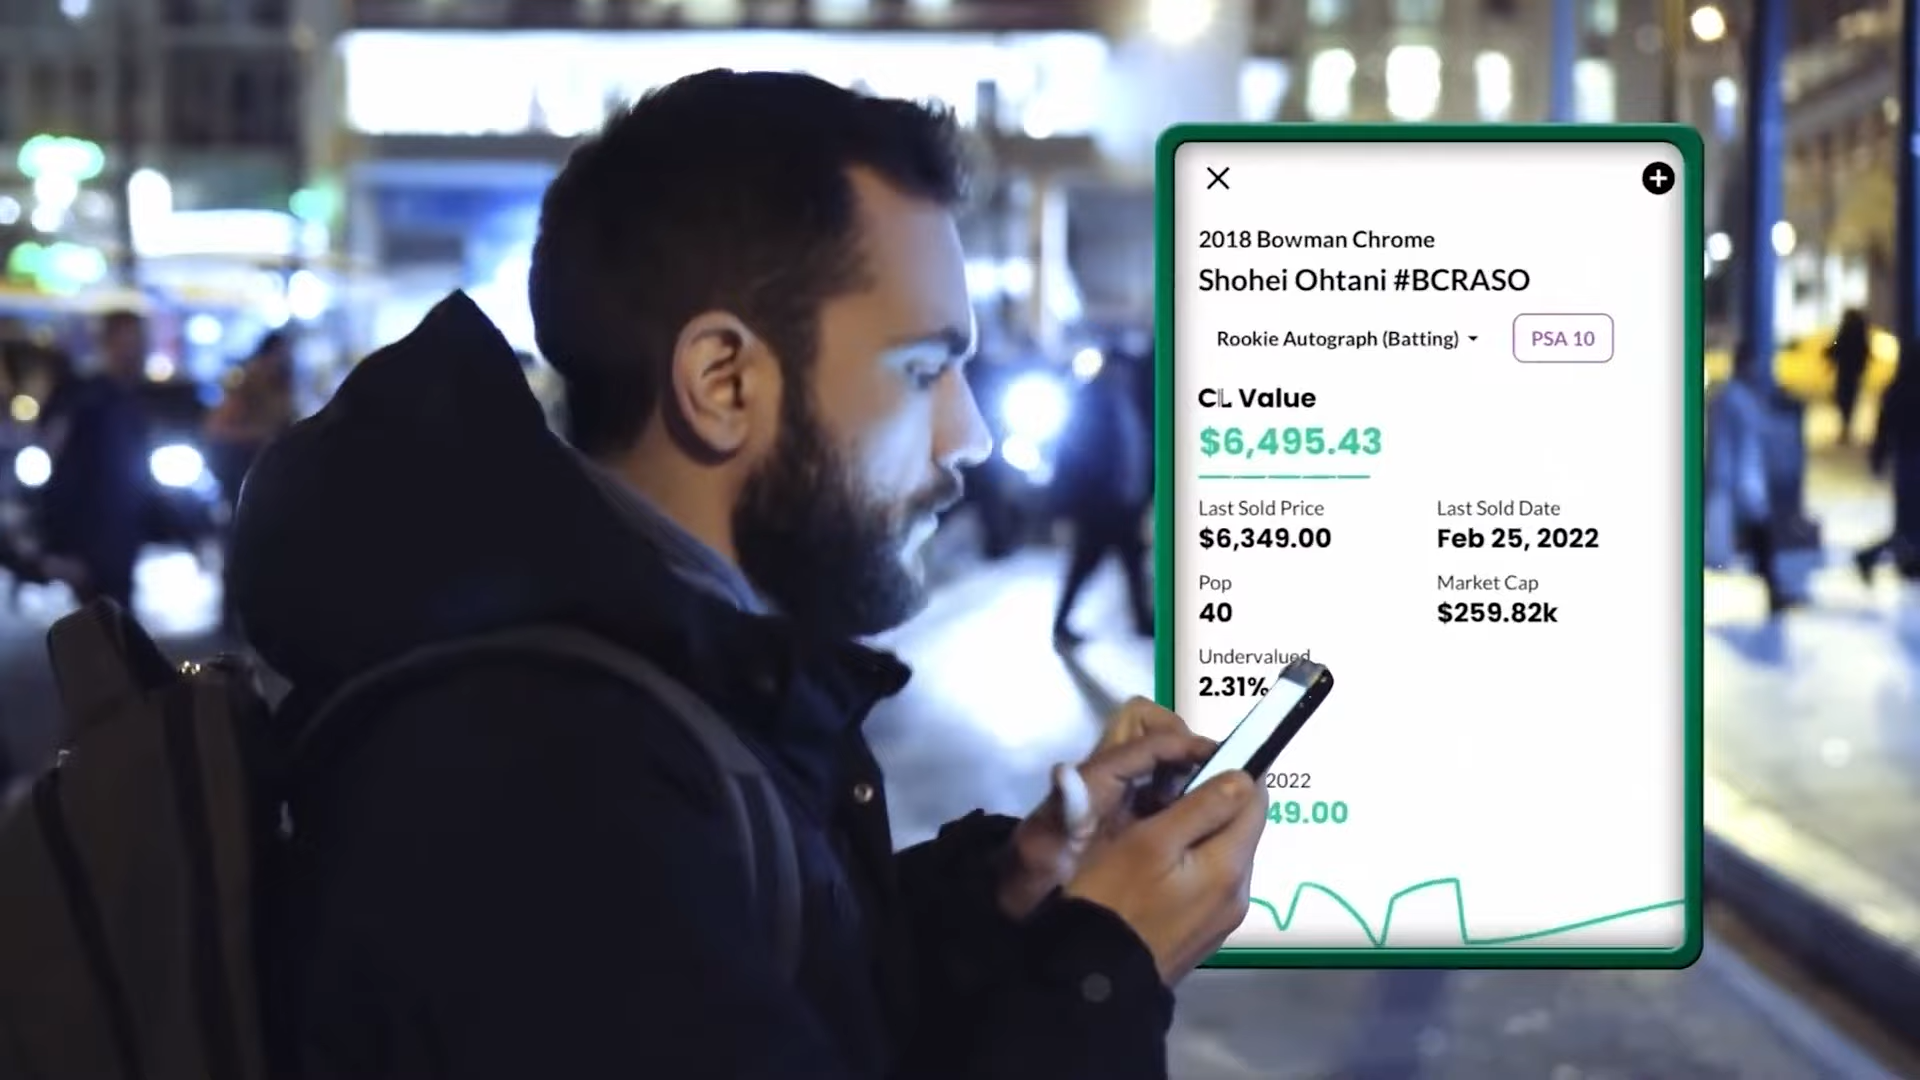 2018 Bowman Chrome
Shohei Ohtani #BCRASO
Rookie Autograph (Batting) PSA 10
CL Value
$6,495.43
Last Sold Price Last Sold Date
$6,349.00 Feb 25, 2022
Pop Market Cap
40 $259.82k
Undervalued
2.31%
2022
49.00